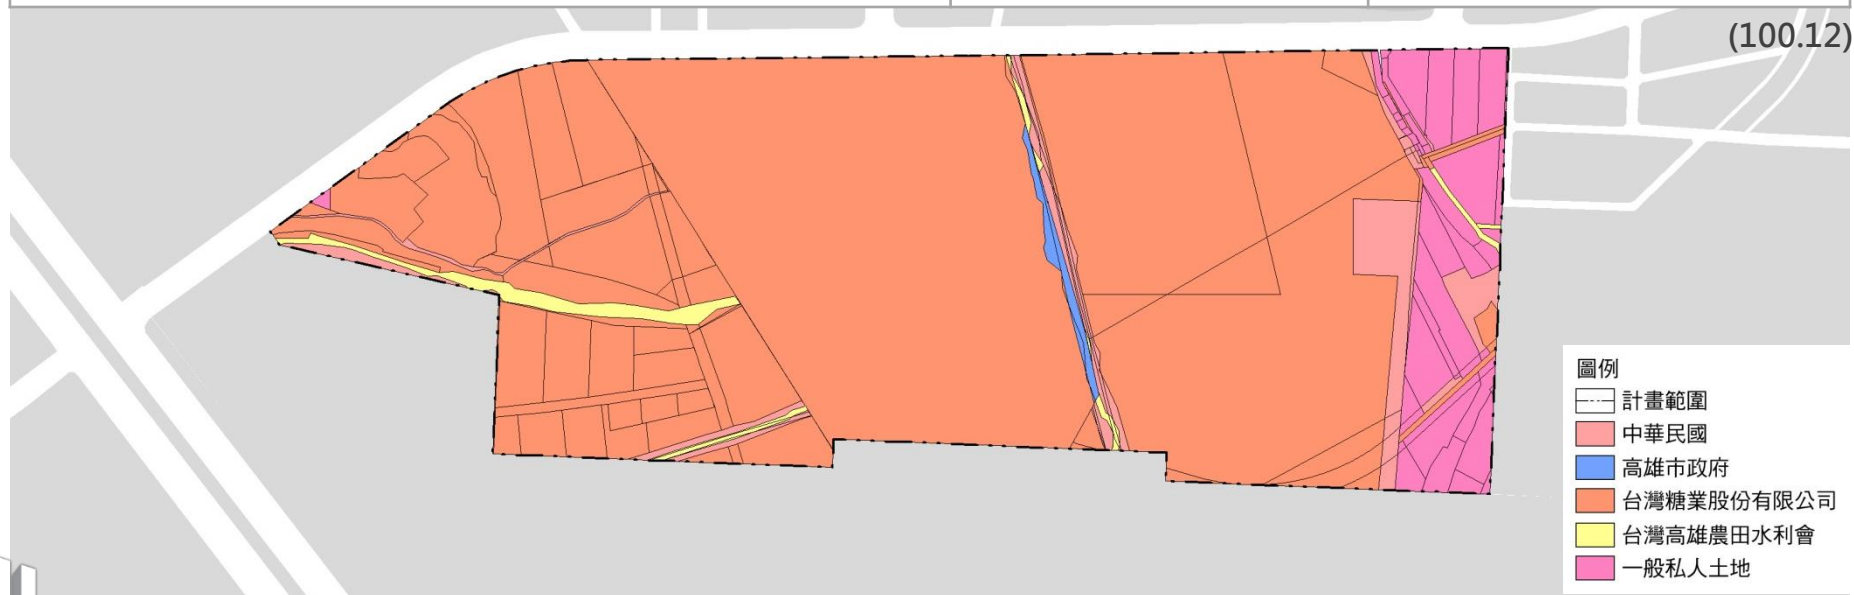 (100.12)
圖例
計畫範圍
中華民國
高雄市政府
台灣糖業股份有限公司
台灣高雄農田水利會
一般私人土地